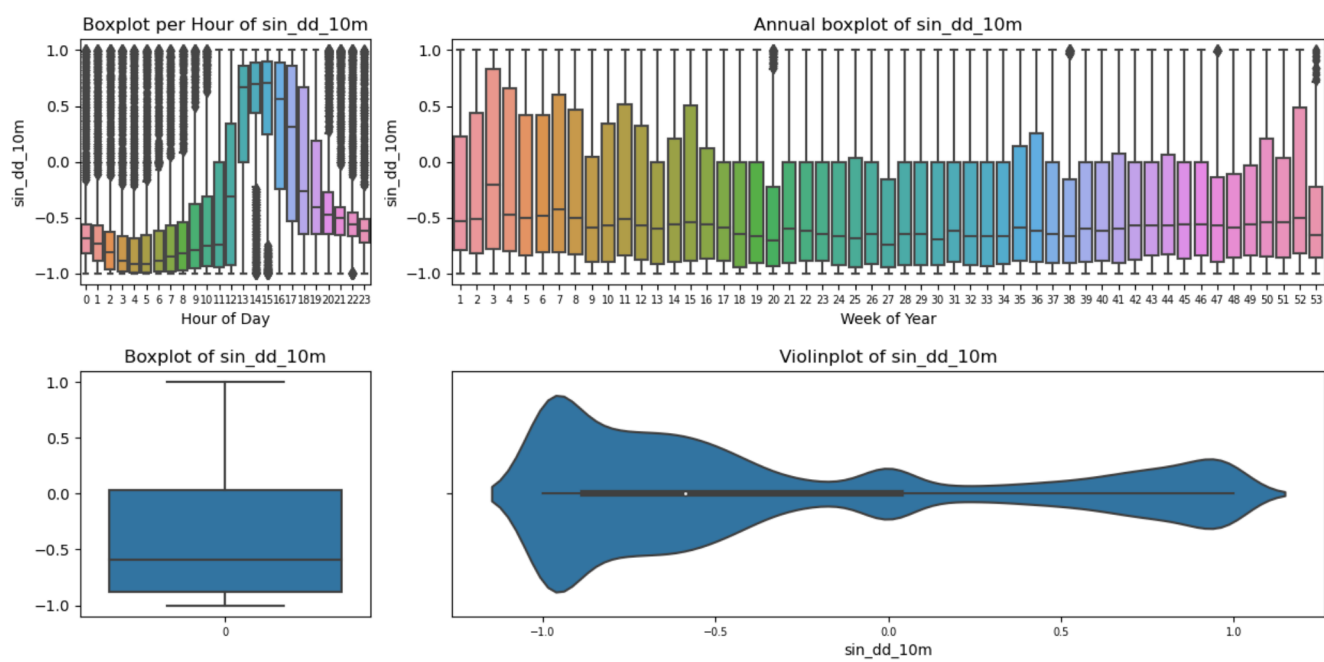 Boxplot per Hour of sin_dd_10m
sin_dd_10m
1.0
0.5
0.0
−0.5
−1.0
0 1 2 3 4 5 6 7 8 9 10 11 12 13 14 15 16 17 18 19 20 21 22 23
Hour of Day
Annual boxplot of sin_dd_10m
sin_dd_10m
1.0
0.5
0.0
−0.5
−1.0
1 2 3 4 5 6 7 8 9 10 11 12 13 14 15 16 17 18 19 20 21 22 23 24 25 26 27 28 29 30 31 32 33 34 35 36 37 38 39 40 41 42 43 44 45 46 47 48 49 50 51 52 53
Week of Year
Boxplot of sin_dd_10m
1.0
0.5
0.0
−0.5
−1.0
0
Violinplot of sin_dd_10m
−1.0 −0.5 0.0 0.5 1.0
sin_dd_10m